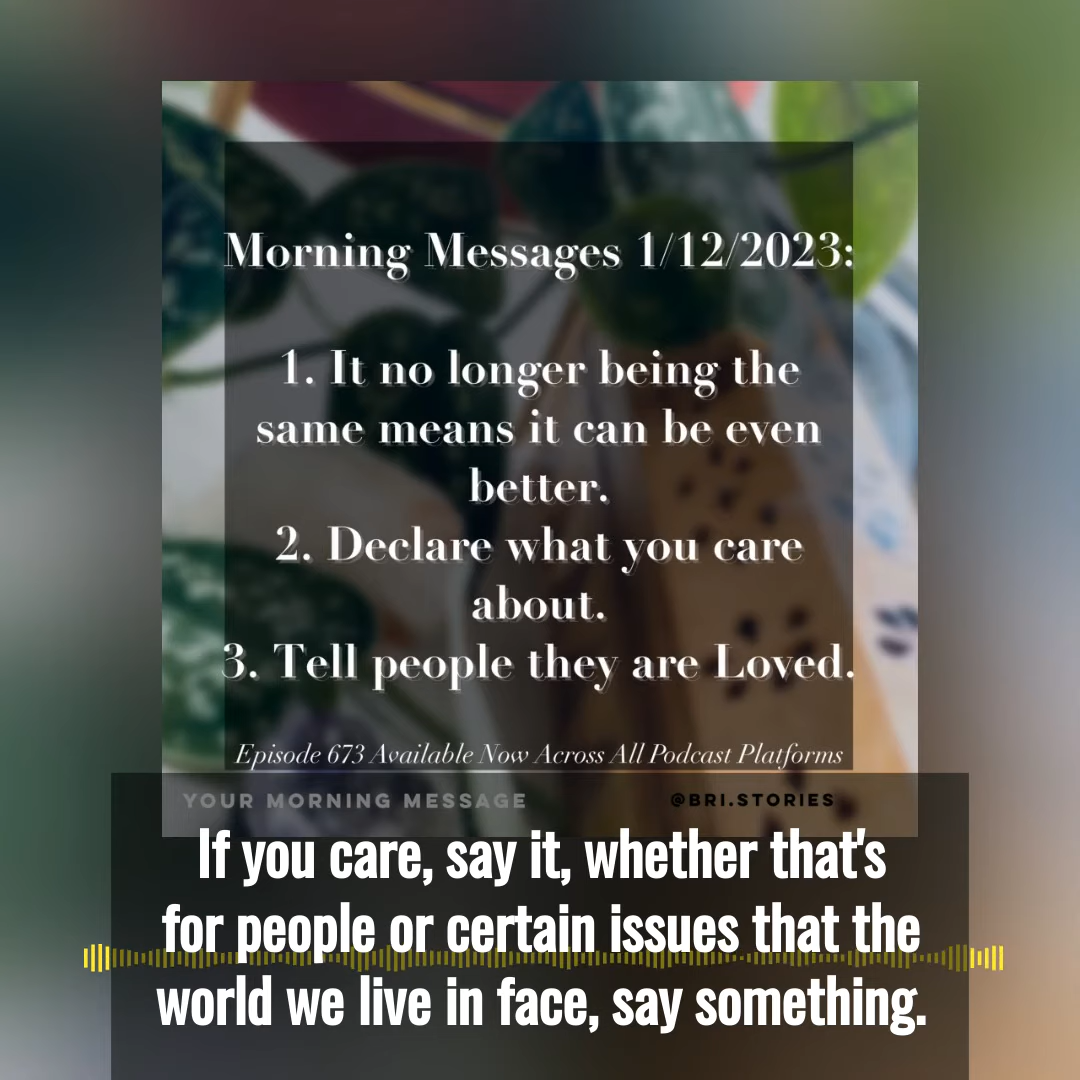 Morning Messages 1/12/2023:
1. It no longer being the
same means it can be even
better.
2. Declare what you care
about.
3. Tell people they are Loved.
Episode 673 Available Now Across All Podcast Platforms
YOUR MORNING MESSAGE
@BRI.STORIES
If you care, say it, whether that's
for people or certain issues that the
world we live in face, say something.